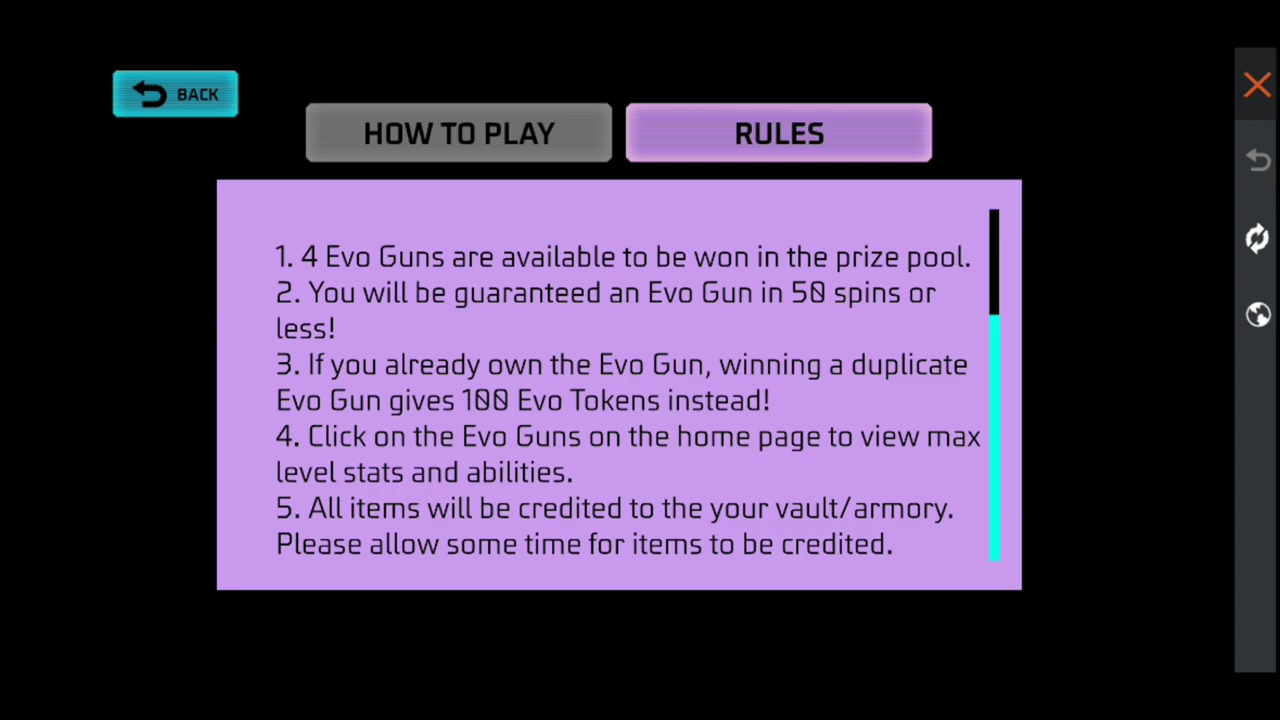 BACK
HOW TO PLAY
RULES
1. 4 Evo Guns are available to be won in the prize pool.
2. You will be guaranteed an Evo Gun in 50 spins or
less!
3. If you already own the Evo Gun, winning a duplicate
Evo Gun gives 100 Evo Tokens instead!
4. Click on the Evo Guns on the home page to view max
level stats and abilities.
5. All items will be credited to the your vault/armory.
Please allow some time for items to be credited.